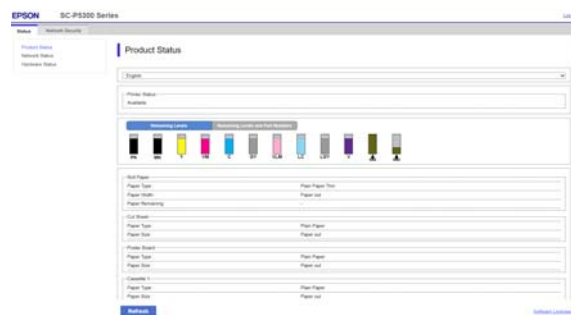 EPSON SC-P5300 Series
Status Network Security
Product Status
Network Status
Hardware Status
Product Status
English
Printer Status
Available
Remaining Levels Remaining Levels and Part Numbers
PK MK Y VM C GY VLM LC LGY V
Roll Paper
Paper Type Plain Paper Thin
Paper Width Paper out
Paper Remaining -
Cut Sheet
Paper Type Plain Paper
Paper Size Paper out
Poster Board
Paper Type Plain Paper
Paper Size Paper out
Cassette 1
Paper Type Plain Paper
Paper Size Paper out
Refresh Software Licenses